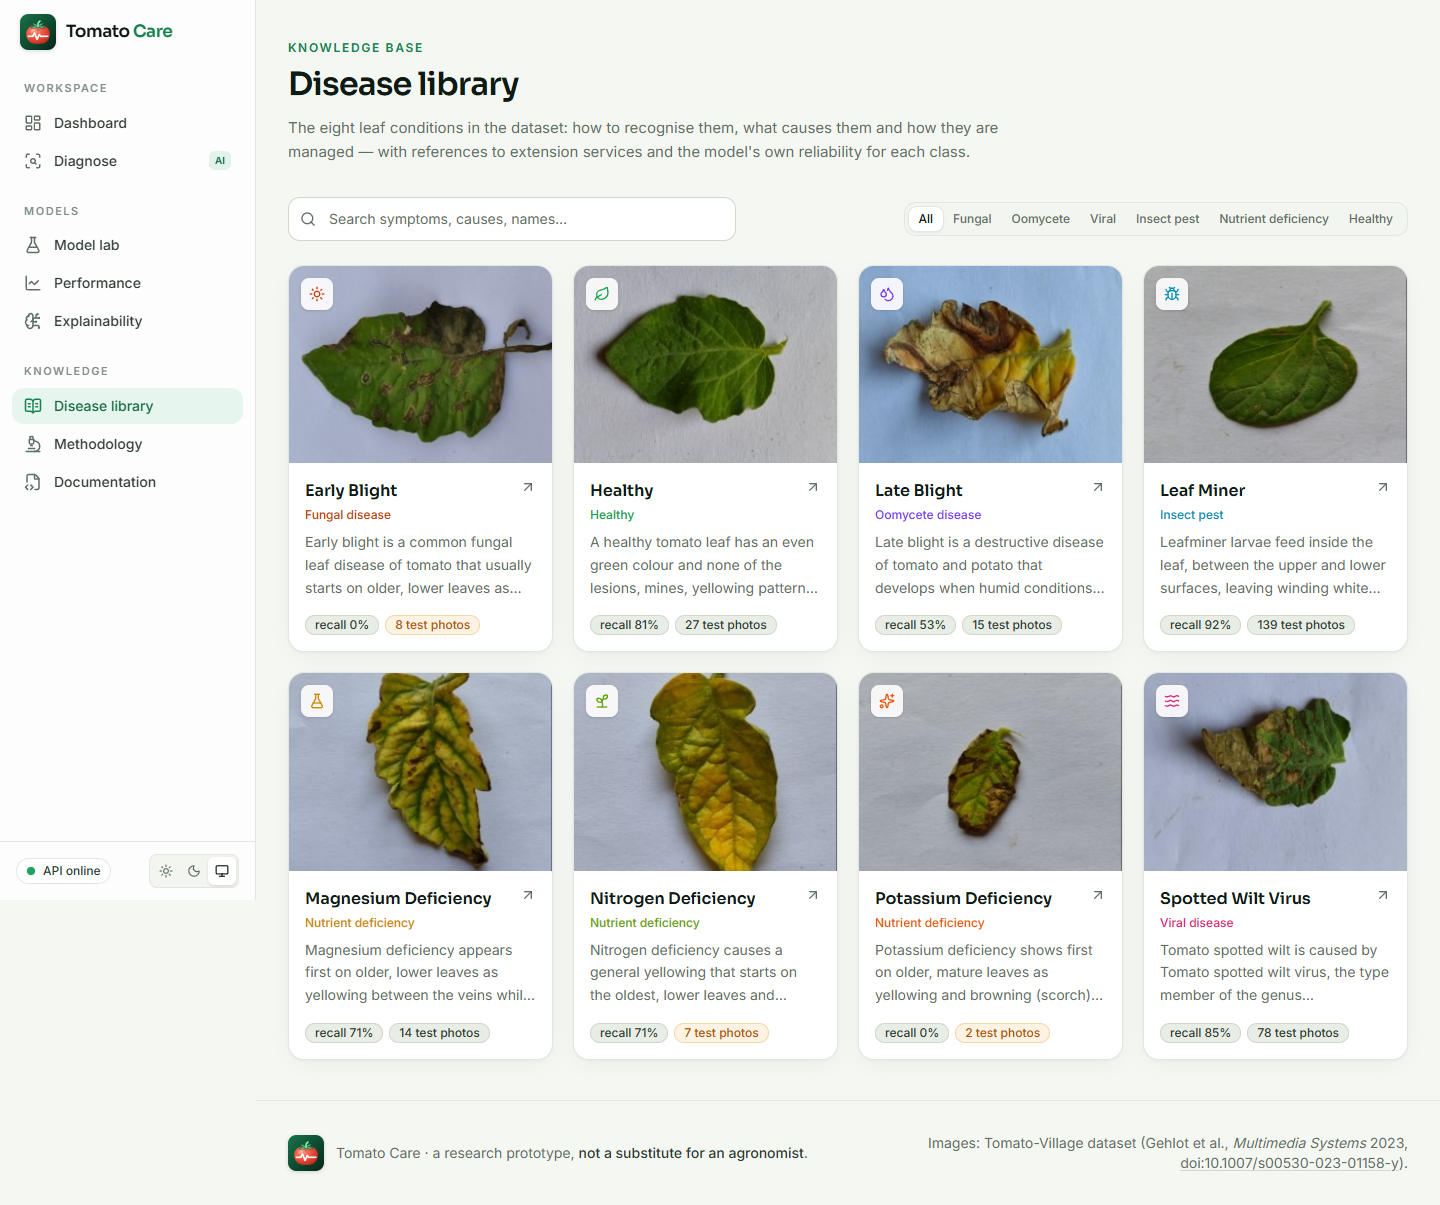 Tomato Care
WORKSPACE
Dashboard
Diagnose AI
MODELS
Model lab
Performance
Explainability
KNOWLEDGE
Disease library
Methodology
Documentation
API online
KNOWLEDGE BASE
Disease library
The eight leaf conditions in the dataset: how to recognise them, what causes them and how they are
managed — with references to extension services and the model's own reliability for each class.
Search symptoms, causes, names...
All Fungal Oomycete Viral Insect pest Nutrient deficiency Healthy
Early Blight
Fungal disease
Early blight is a common fungal
leaf disease of tomato that usually
starts on older, lower leaves as...
recall 0% 8 test photos
Healthy
Healthy
A healthy tomato leaf has an even
green colour and none of the
lesions, mines, yellowing pattern...
recall 81% 27 test photos
Late Blight
Oomycete disease
Late blight is a destructive disease
of tomato and potato that
develops when humid conditions...
recall 53% 15 test photos
Leaf Miner
Insect pest
Leafminer larvae feed inside the
leaf, between the upper and lower
surfaces, leaving winding white...
recall 92% 139 test photos
Magnesium Deficiency
Nutrient deficiency
Magnesium deficiency appears
first on older, lower leaves as
yellowing between the veins whil...
recall 71% 14 test photos
Nitrogen Deficiency
Nutrient deficiency
Nitrogen deficiency causes a
general yellowing that starts on
the oldest, lower leaves and...
recall 71% 7 test photos
Potassium Deficiency
Nutrient deficiency
Potassium deficiency shows first
on older, mature leaves as
yellowing and browning (scorch)...
recall 0% 2 test photos
Spotted Wilt Virus
Viral disease
Tomato spotted wilt is caused by
Tomato spotted wilt virus, the type
member of the genus...
recall 85% 78 test photos
Tomato Care · a research prototype, not a substitute for an agronomist.
Images: Tomato-Village dataset (Gehlot et al., Multimedia Systems 2023,
doi:10.1007/s00530-023-01158-y).